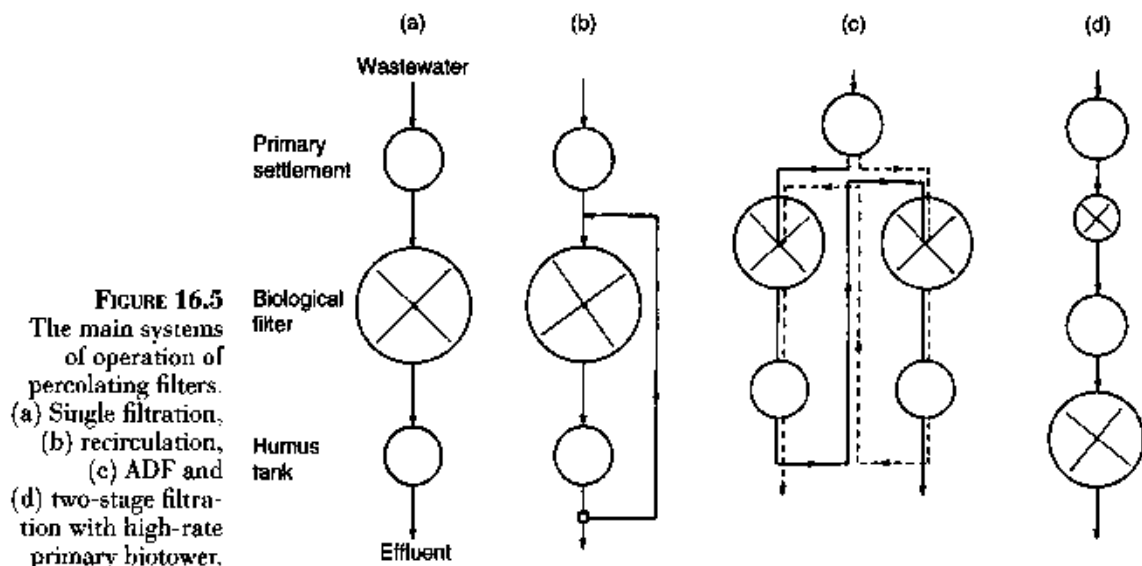 (a)
(b)
(c)
(d)
Wastewater
Primary
settlement
Biological
filter
Humus
tank
Effluent
FIGURE 16.5
The main systems
of operation of
percolating filters.
(a) Single filtration,
(b) recirculation,
(c) ADF and
(d) two-stage filtra-
tion with high-rate
primary biotower.